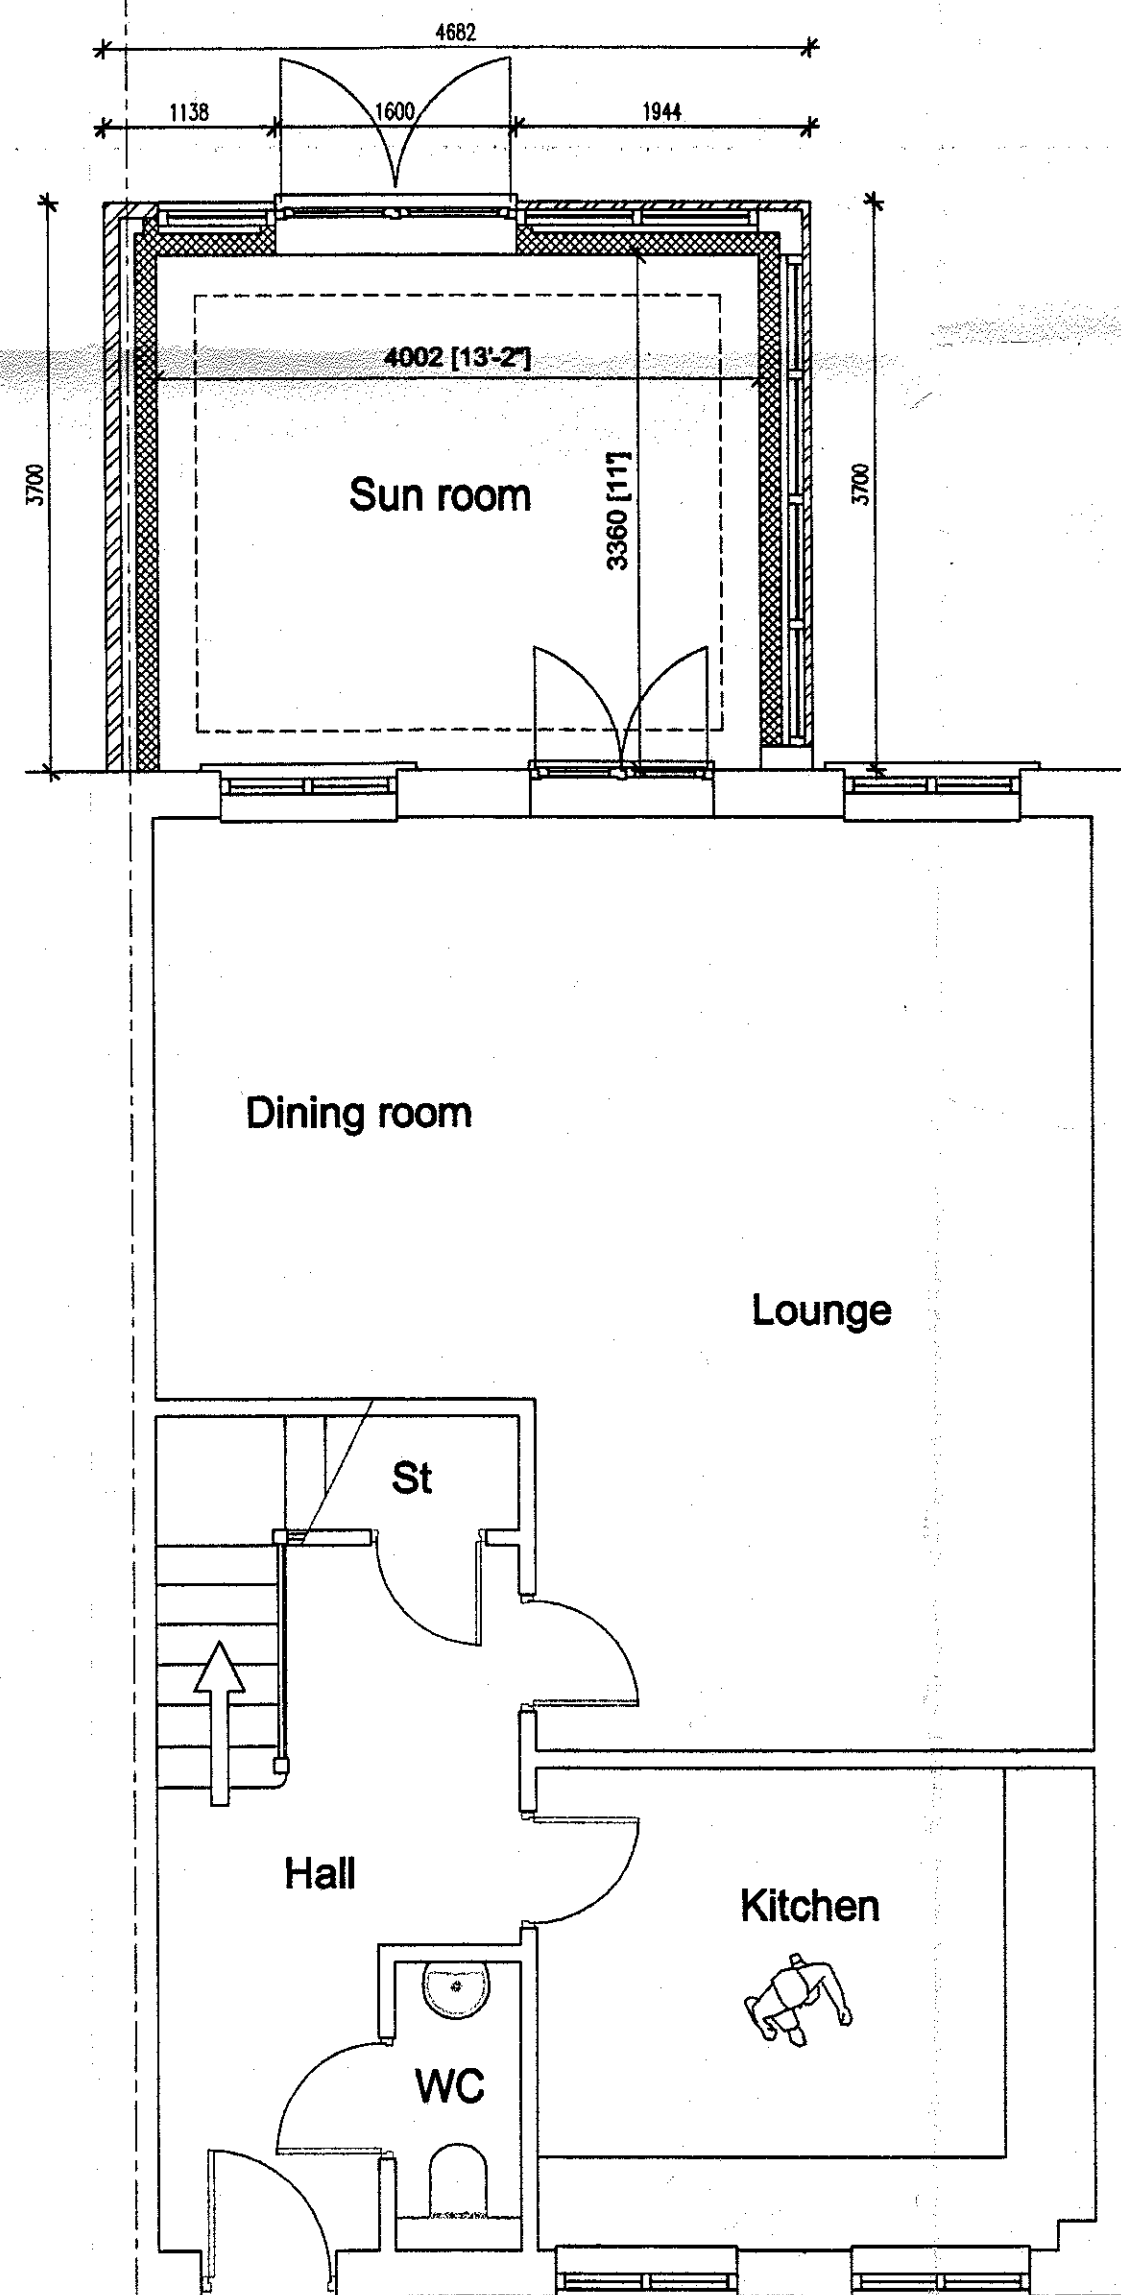 4682
1138
1600
1944
4002 [13'-2"]
Sun room
3700
3360 [11']
3700
Dining room
Lounge
St
Hall
Kitchen
WC